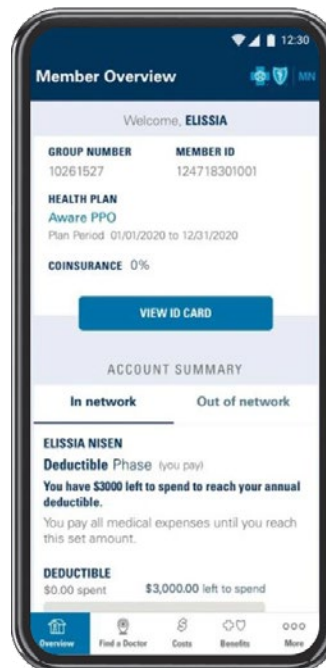 12:30
Member Overview MN
Welcome, ELISSIA
GROUP NUMBER MEMBER ID
10261527 124718301001
HEALTH PLAN
Aware PPO
Plan Period 01/01/2020 to 12/31/2020
COINSURANCE 0%
VIEW ID CARD
ACCOUNT SUMMARY
In network Out of network
ELISSIA NISEN
Deductible Phase (you pay)
You have $3000 left to spend to reach your annual
deductible.
You pay all medical expenses until you reach
this set amount.
DEDUCTIBLE
$0.00 spent $3,000.00 left to spend
Overview Find a Doctor Costs Benefits More